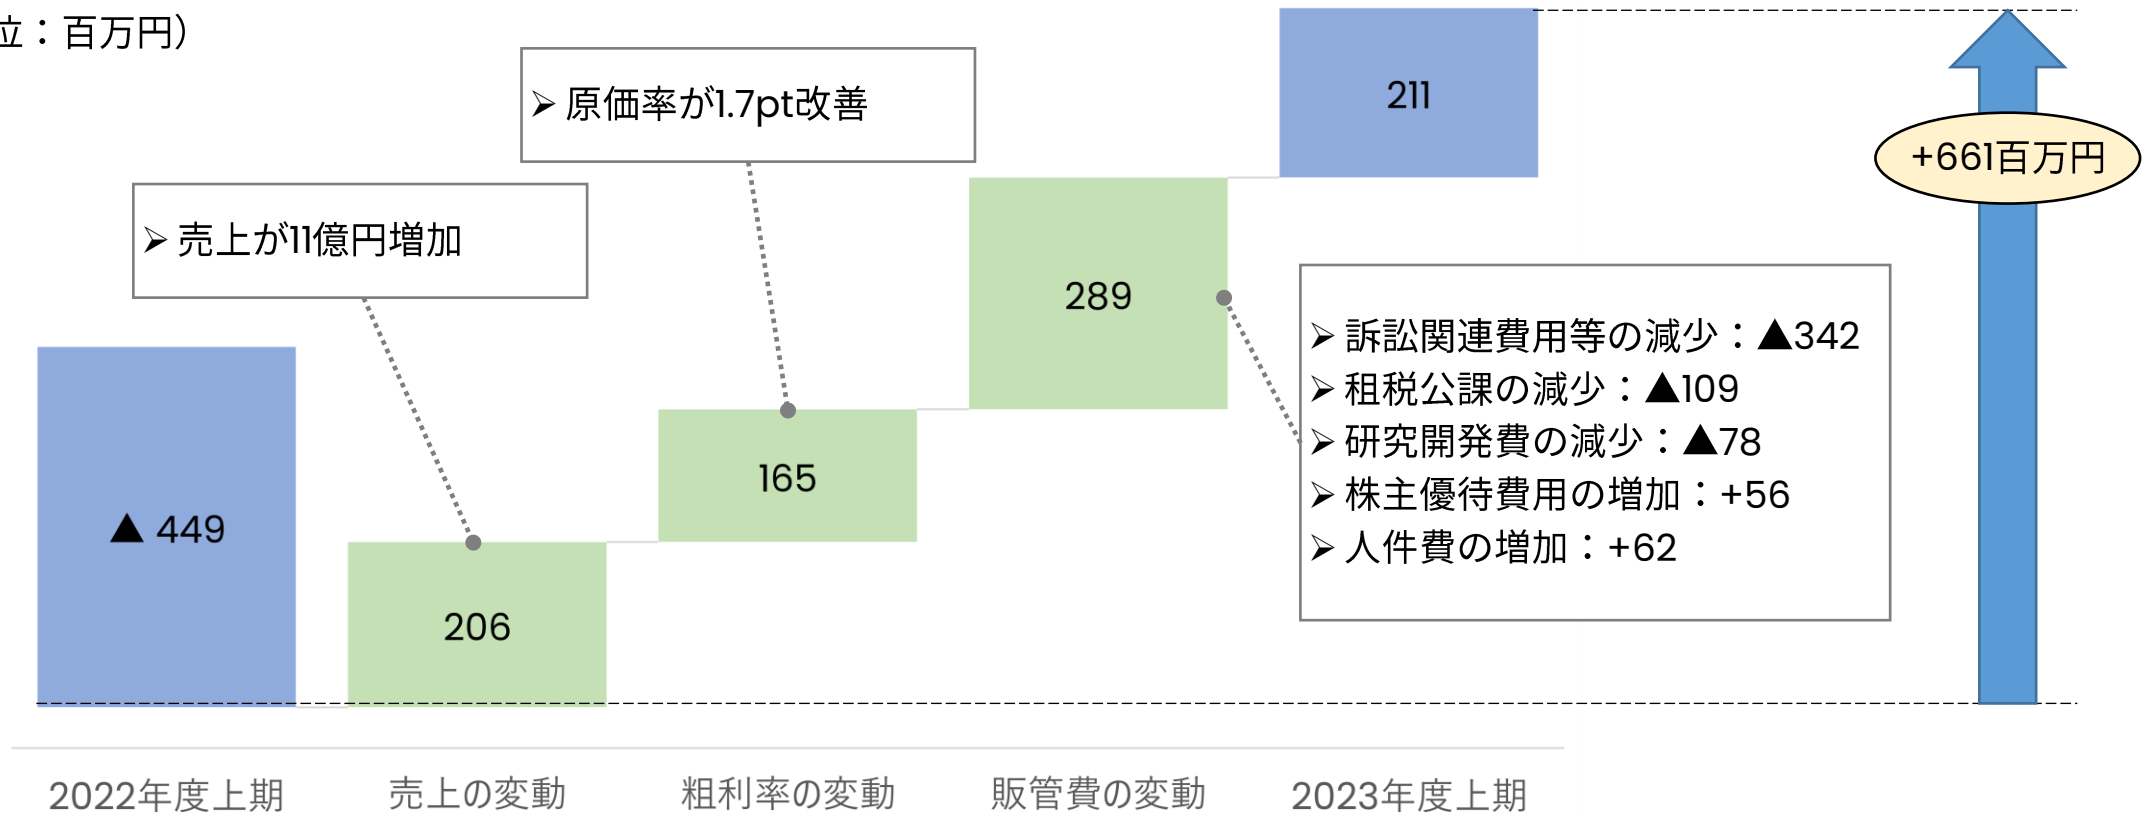 位：百万円）
➢ 原価率が1.7pt改善
➢ 売上が11億円増加
211
+661百万円
289
➢ 訴訟関連費用等の減少：▲342
➢ 租税公課の減少：▲109
➢ 研究開発費の減少：▲78
➢ 株主優待費用の増加：+56
➢ 人件費の増加：+62
165
▲ 449
206
2022年度上期
売上の変動
粗利率の変動
販管費の変動
2023年度上期